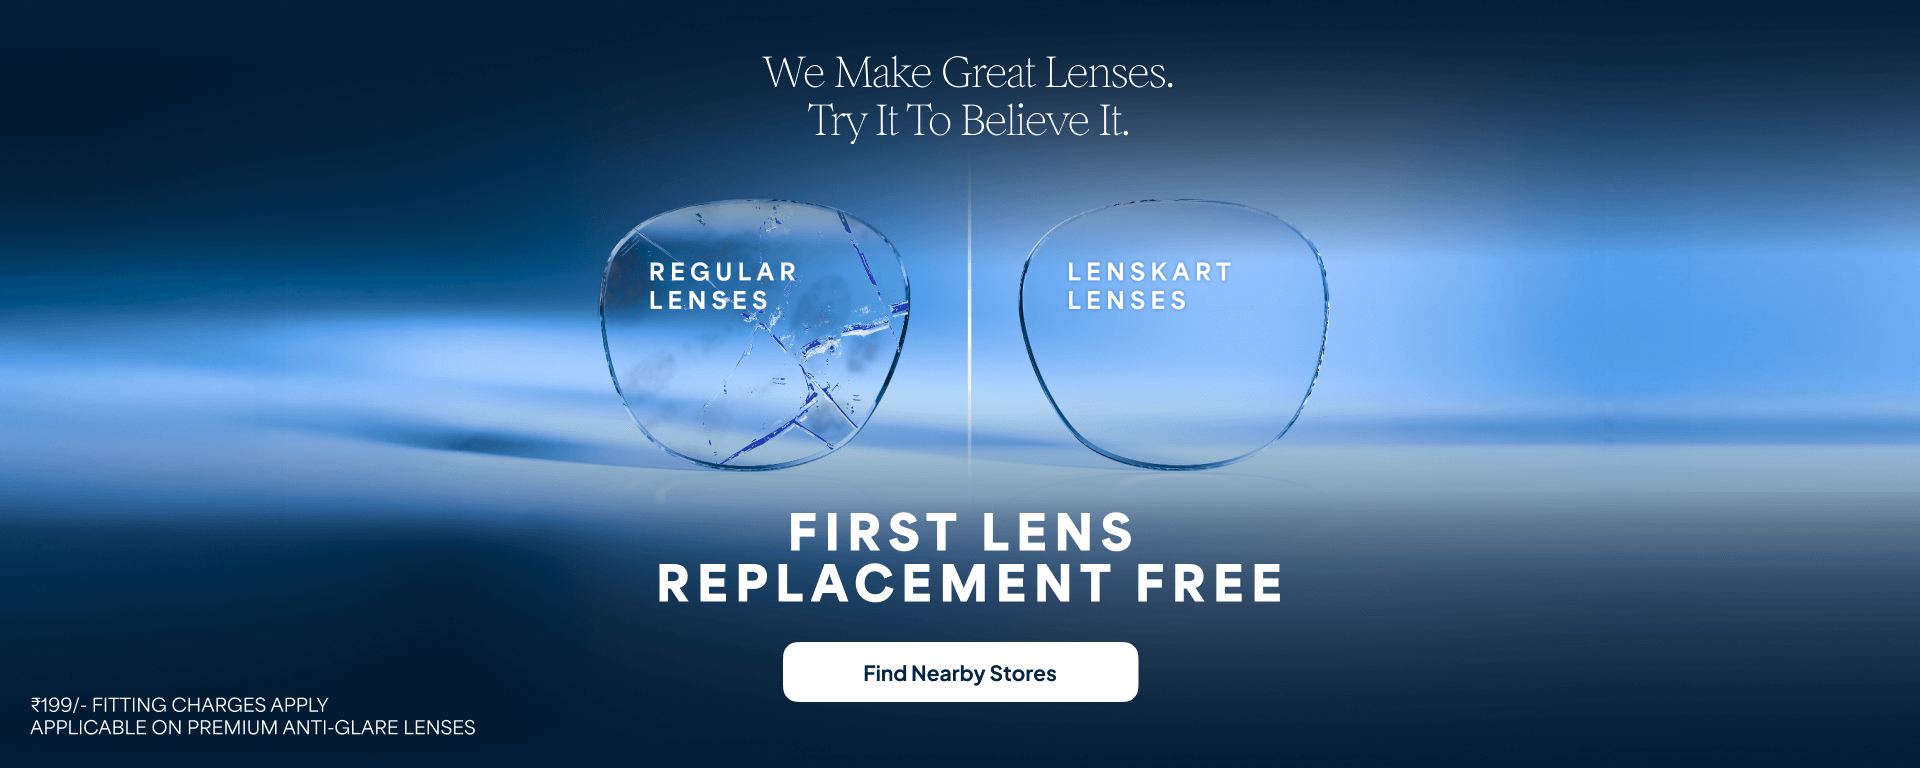 We Make Great Lenses.
Try It To Believe It.
REGULAR
LENSES
LENSKART
LENSES
FIRST LENS
REPLACEMENT FREE
Find Nearby Stores
₹199/- FITTING CHARGES APPLY
APPLICABLE ON PREMIUM ANTI-GLARE LENSES